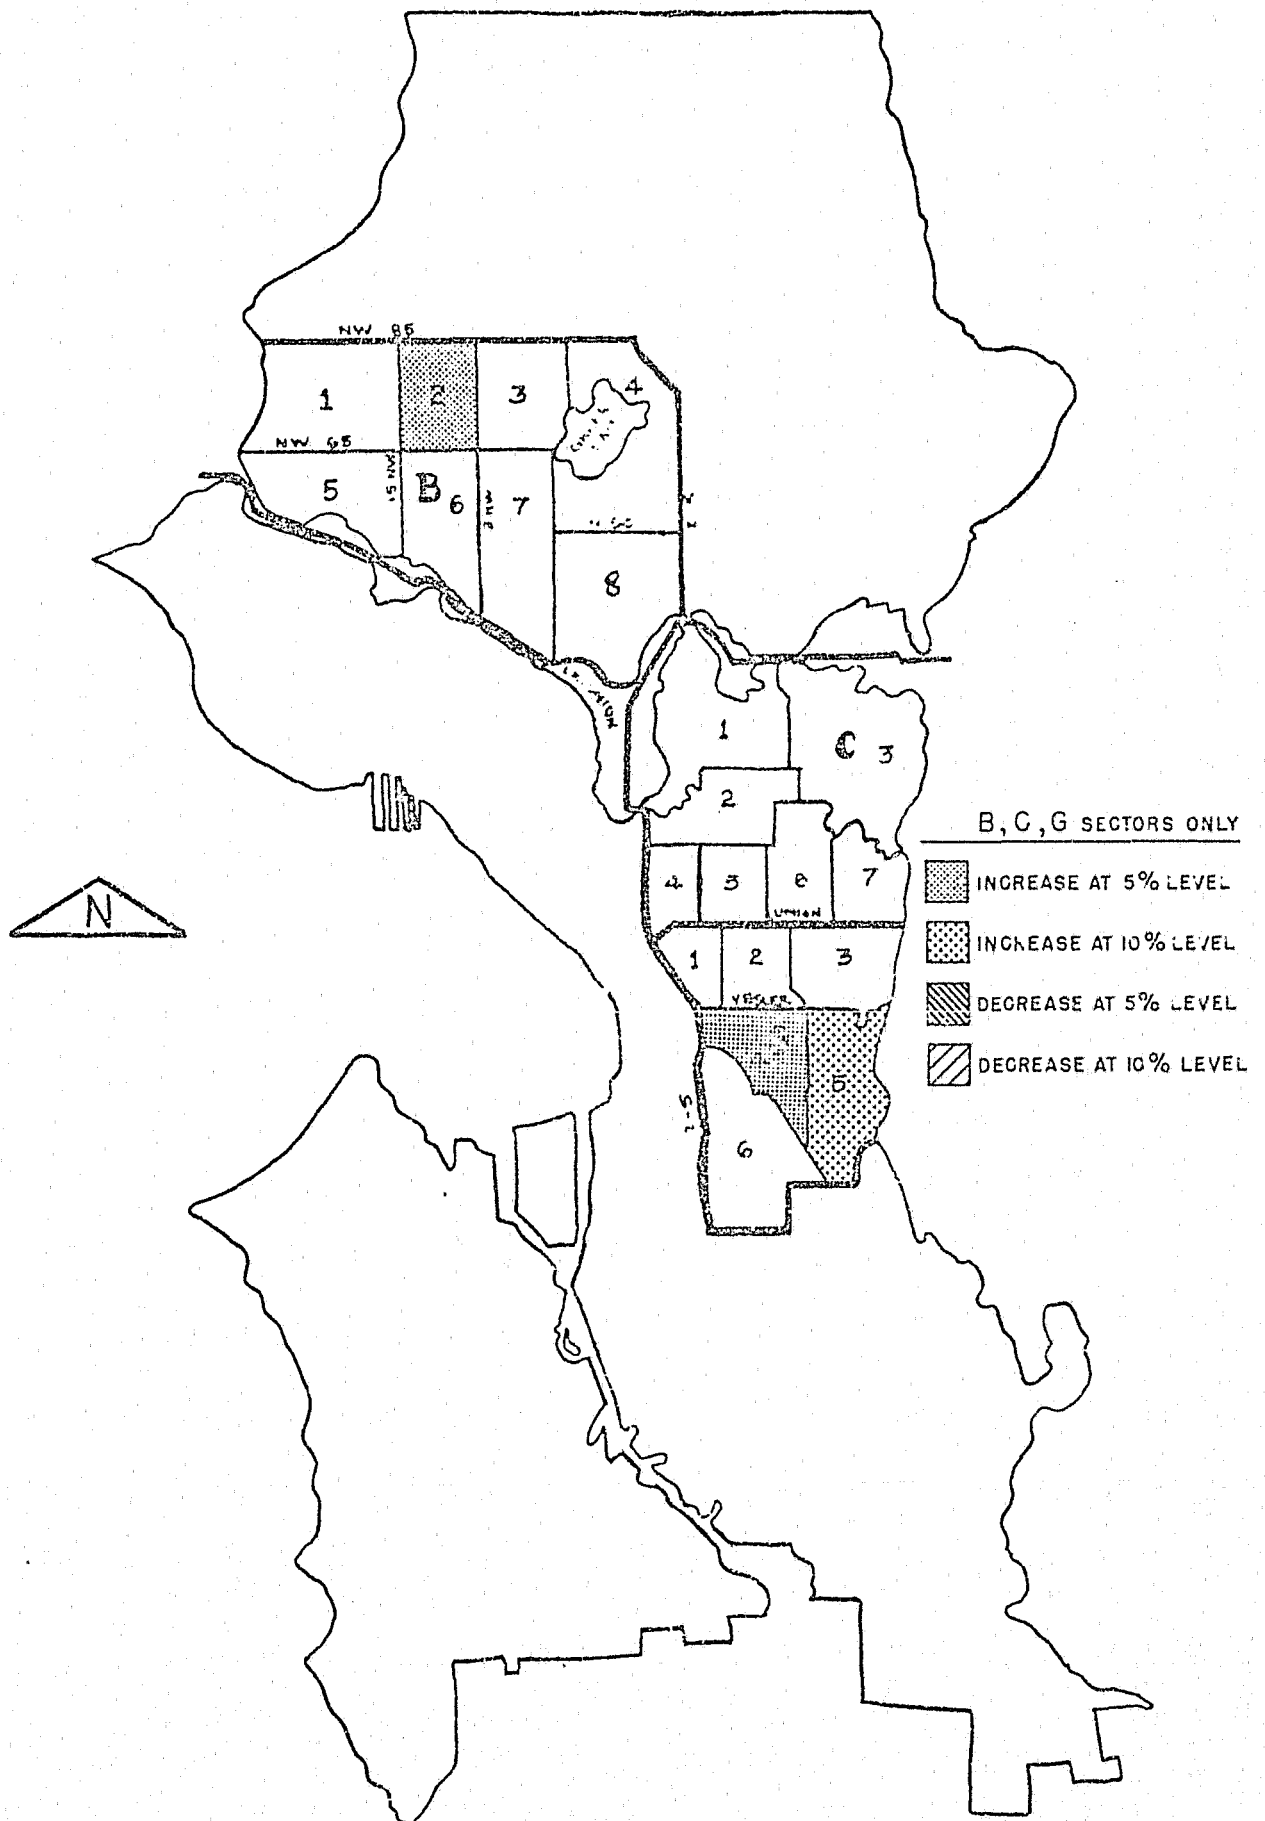 NW 85
1
2
3
4
NW 65
5
B
6
7
8
1
C
3
2
B, C, G SECTORS ONLY
4
5
7
INCREASE AT 5% LEVEL
UNION
1
2
3
INCREASE AT 10% LEVEL
N
YESLER
DECREASE AT 5% LEVEL
5
DECREASE AT 10% LEVEL
6